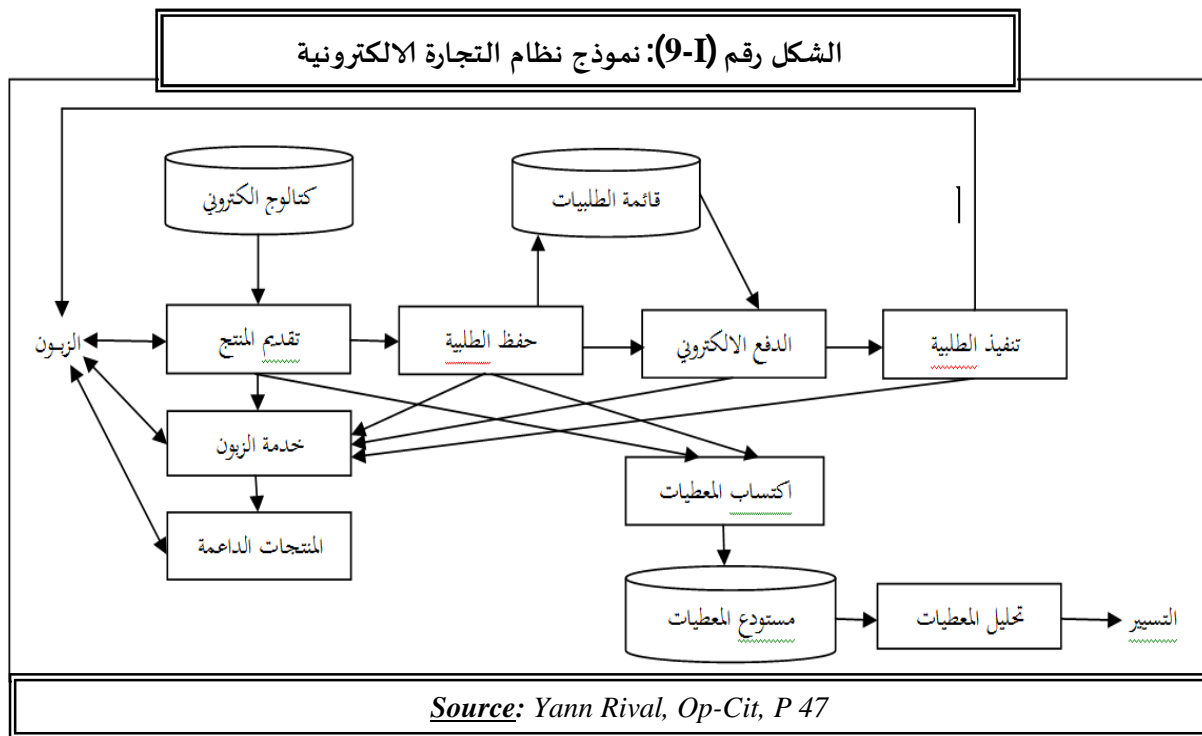 الشكل رقم (9-I): نموذج نظام التجارة الالكترونية
كتالوج الكتروني
قائمة الطلبيات
أ
الزبون
تقديم المنتج
حفظ الطلبية
الدفع الالكتروني
تنفيذ الطلبية
خدمة الزبون
اكتساب المعطيات
المنتجات الداعمة
مستودع المعطيات
تحليل المعطيات
التسيير
Source: Yann Rival, Op-Cit, P 47